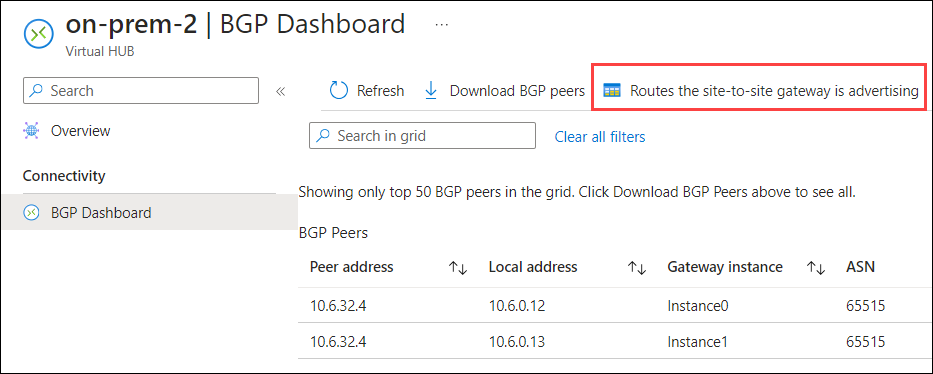 on-prem-2 | BGP Dashboard ...
Virtual HUB
Search «
Refresh Download BGP peers Routes the site-to-site gateway is advertising
Overview
Search in grid Clear all filters
Connectivity
BGP Dashboard
Showing only top 50 BGP peers in the grid. Click Download BGP Peers above to see all.
BGP Peers
Peer address ↑↓ Local address ↑↓ Gateway instance ↑↓ ASN
10.6.32.4 10.6.0.12 Instance0 65515
10.6.32.4 10.6.0.13 Instance1 65515